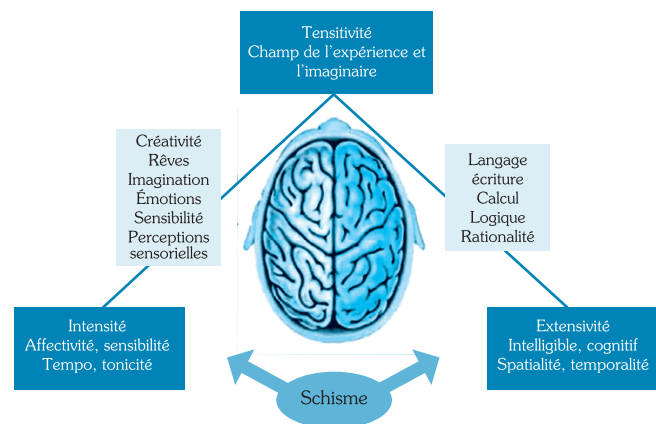 Tensitivité
Champ de l'expérience et
l'imaginaire
Créativité
Rêves
Imagination
Émotions
Sensibilité
Perceptions
sensorielles
Langage
écriture
Calcul
Logique
Rationalité
Intensité
Affectivité, sensibilité
Tempo, tonicité
Extensivité
Intelligible, cognitif
Spatialité, temporalité
Schisme